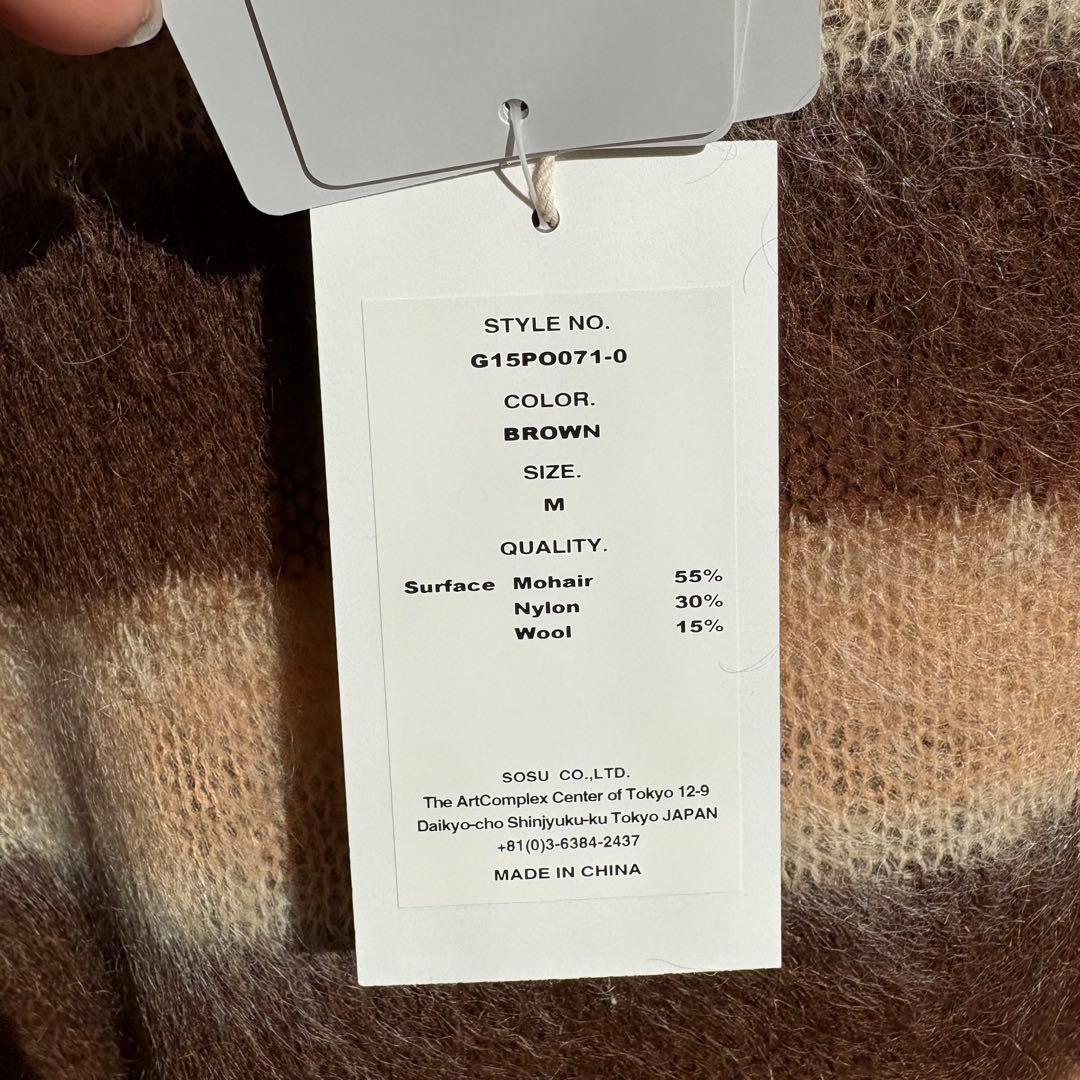 STYLE NO.
G15PO071-0
COLOR.
BROWN
SIZE.
M
QUALITY.
Surface Mohair 55%
Nylon 30%
Wool 15%
SOSU CO.,LTD.
The ArtComplex Center of Tokyo 12-9
Daikyo-cho Shinjyuku-ku Tokyo JAPAN
+81(0)3-6384-2437
MADE IN CHINA